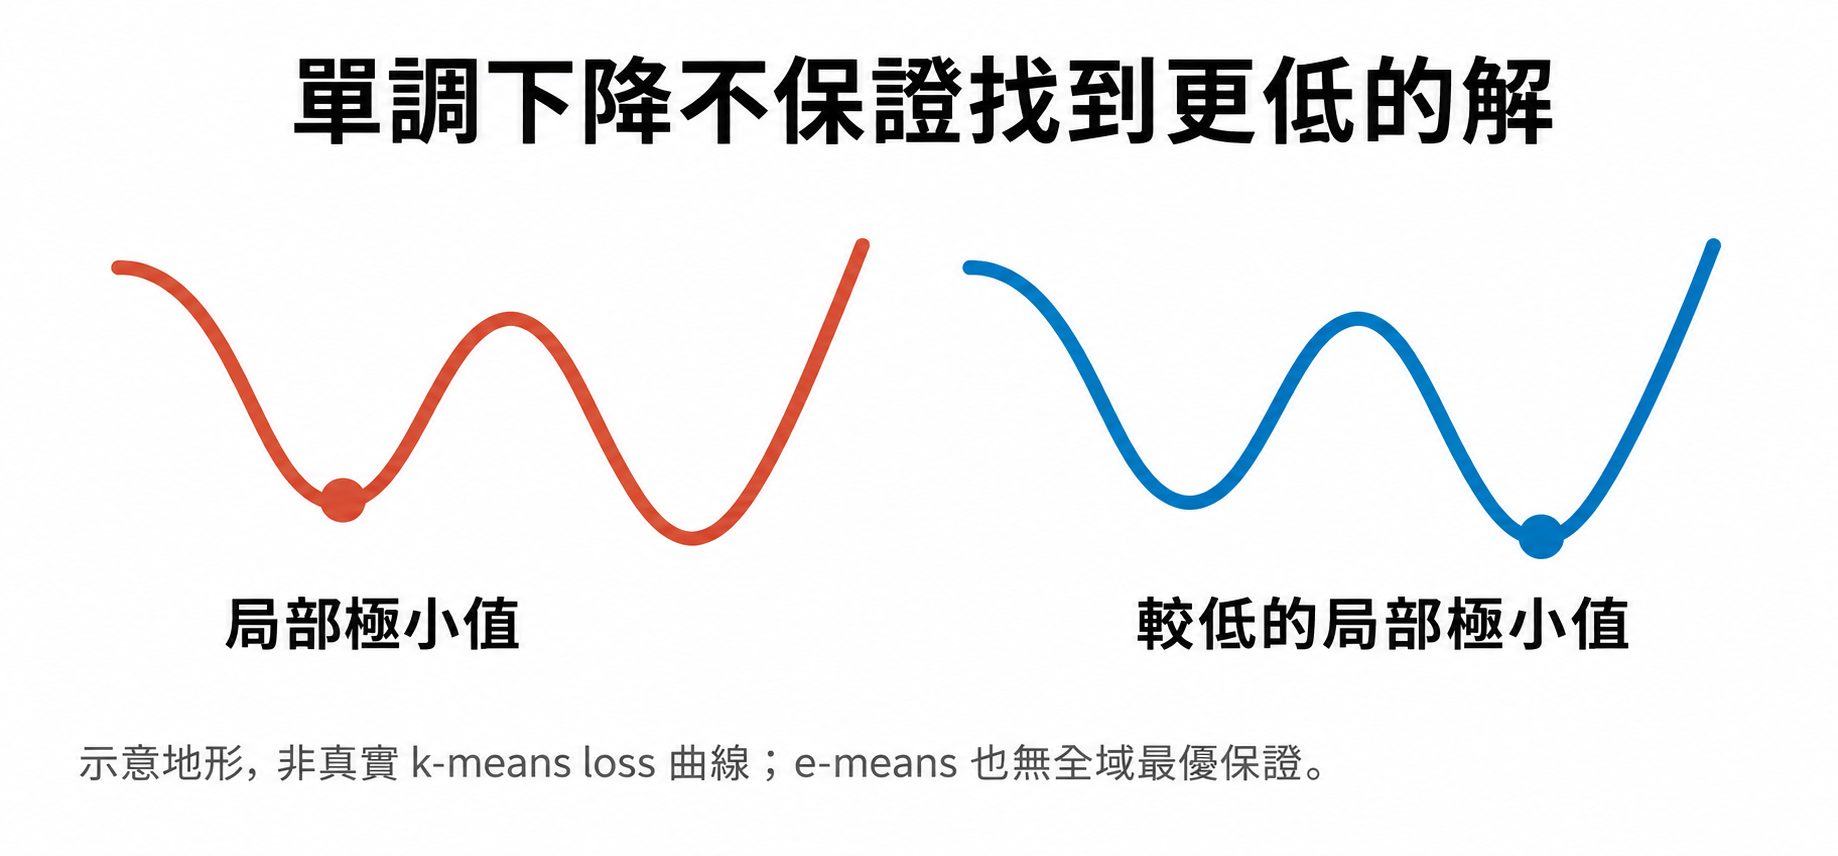 單調下降不保證找到更低的解
局部極小值
較低的局部極小值
示意地形，非真實 k-means loss 曲線；e-means 也無全域最優保證。